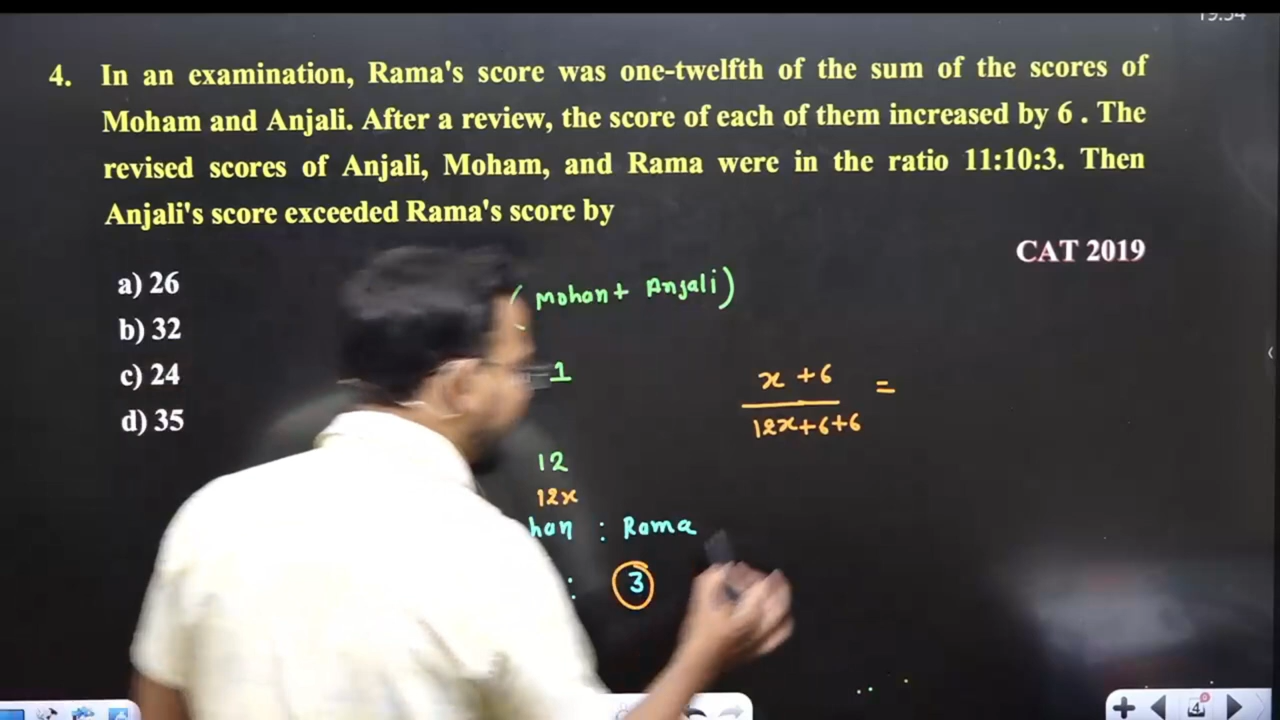 4. In an examination, Rama's score was one-twelfth of the sum of the scores of
Moham and Anjali. After a review, the score of each of them increased by 6 . The
revised scores of Anjali, Moham, and Rama were in the ratio 11:10:3. Then
Anjali's score exceeded Rama's score by
CAT 2019
a) 26
b) 32
c) 24
d) 35
(Mohan + Anjali)
1
x + 6 =
12x+6+6
12
12x
han : Rama
: 3
4